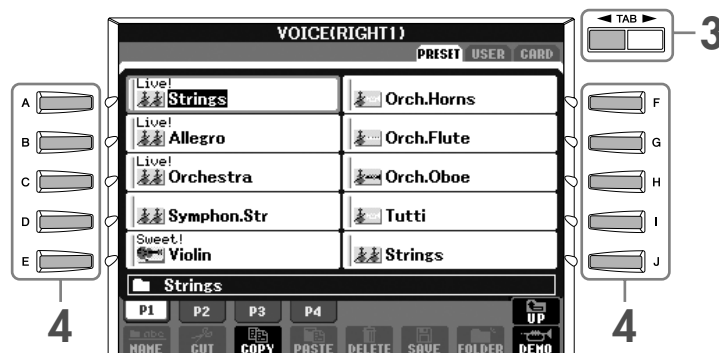 VOICE(RIGHT1)
PRESET USER CARD
◄ TAB ►
3
A
B
C
D
E
Live!
Strings
Live!
Allegro
Live!
Orchestra
Symphon.Str
Sweet!
Violin
Orch.Horns
Orch.Flute
Orch.Oboe
Tutti
Strings
F
G
H
I
J
4
4
Strings
P1 P2 P3 P4 UP
NAME CUT COPY PASTE DELETE SAVE FOLDER DEMO